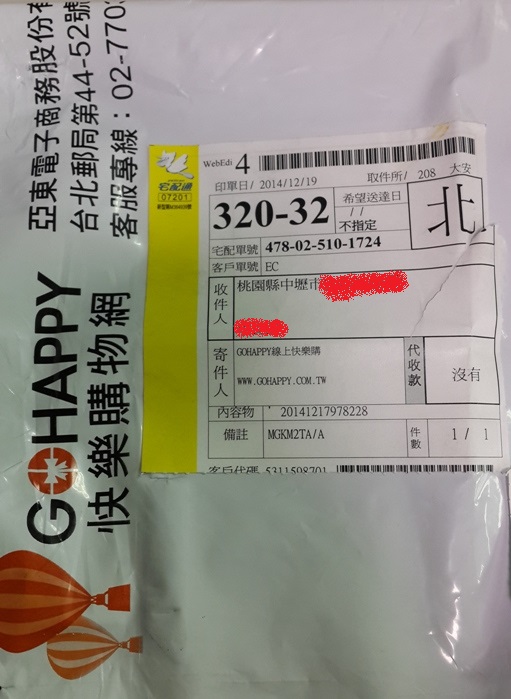 亞東電子商務股份有
台北郵局第44-52號
客服專線：02-770
GOHAPPY
快樂購物網
宅配通
07201
WebEdi 4
印單日/ 2014/12/19
取件所/ 208 大安
320-32
希望送達日
/ /
不指定
北
宅配單號 478-02-510-1724
客戶單號 EC
收件人
桃園縣中壢市
寄件人
GOHAPPY線上快樂購
WWW.GOHAPPY.COM.TW
代收款
沒有
內容物 20141217978228
備註 MGKM2TA/A
件數 1 / 1
客戶代碼 5311598701